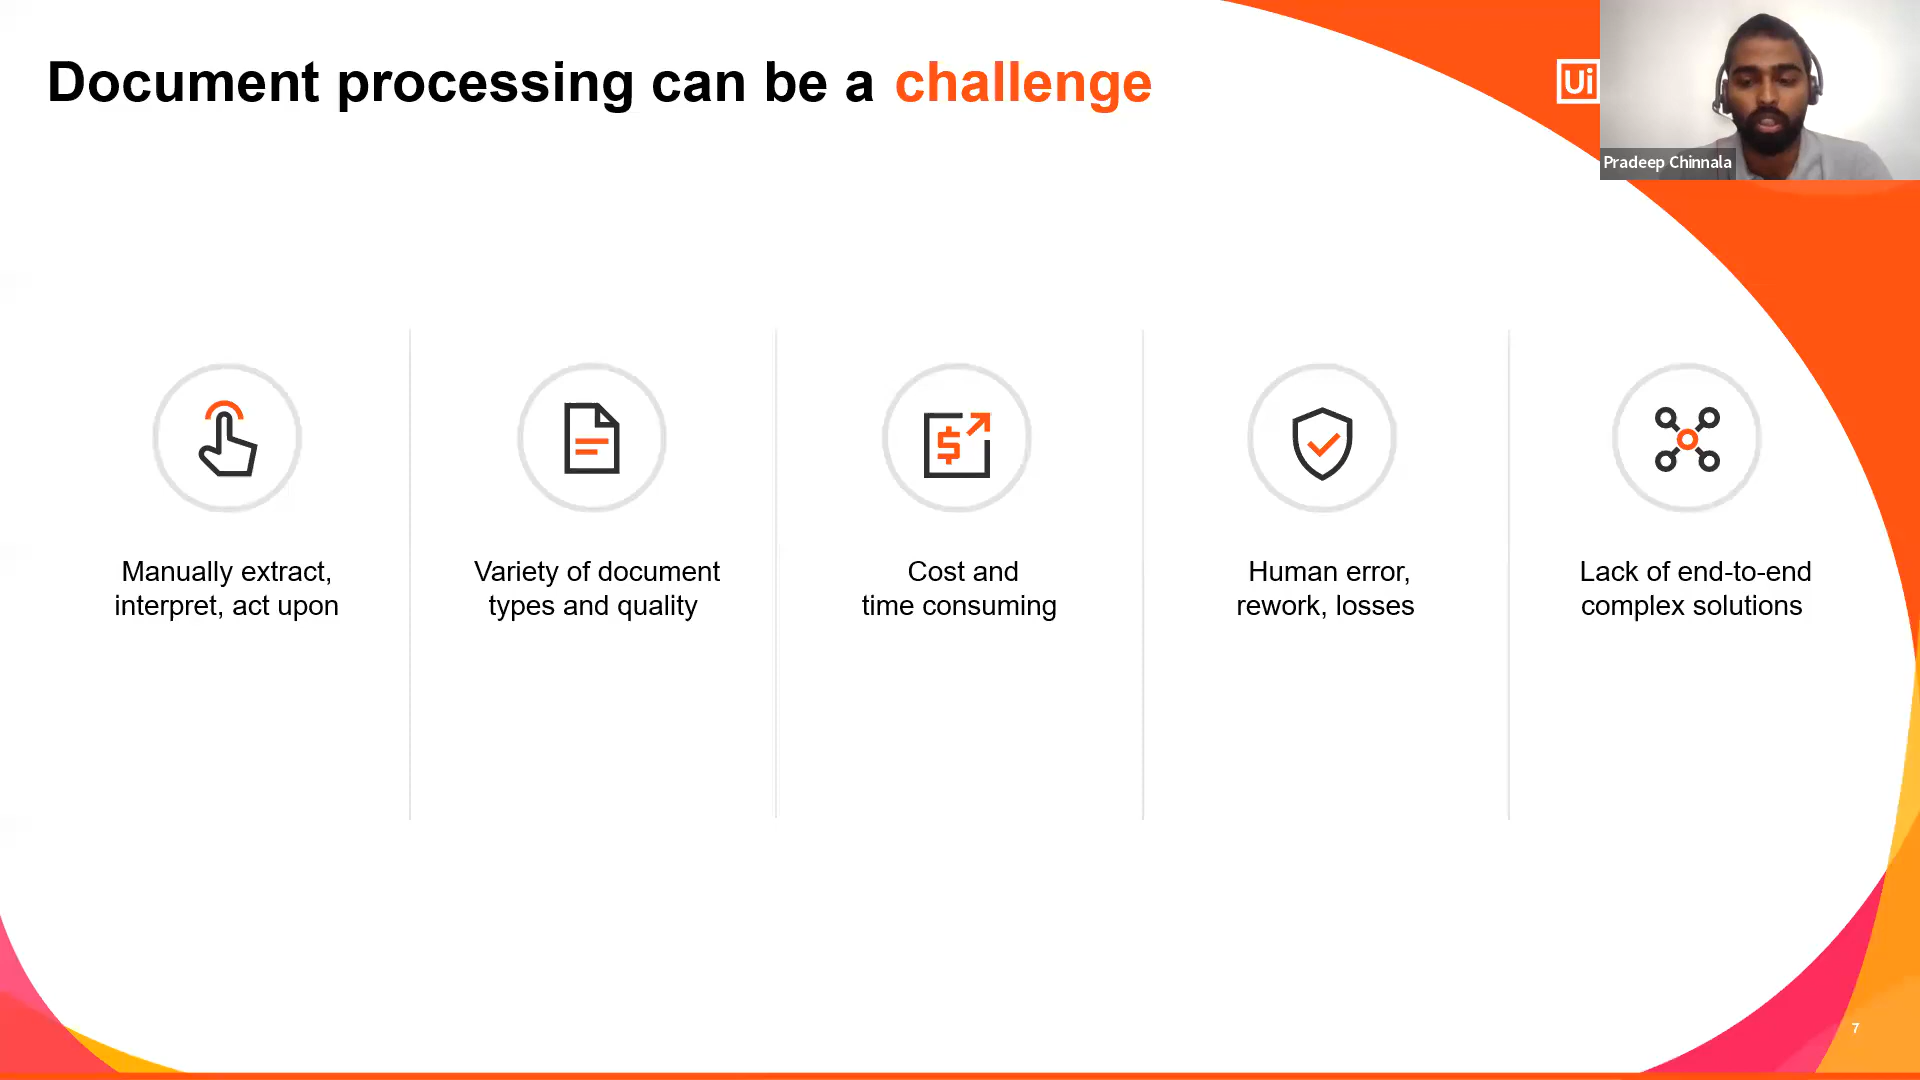 Document processing can be a challenge
Ui
Pradeep Chinnala
Manually extract,
interpret, act upon
Variety of document
types and quality
Cost and
time consuming
Human error,
rework, losses
Lack of end-to-end
complex solutions
7